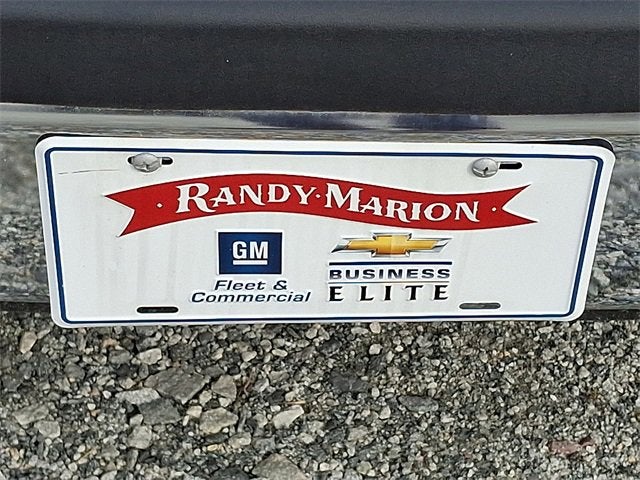 RANDY·MARION
GM
Fleet &
Commercial
BUSINESS
ELITE